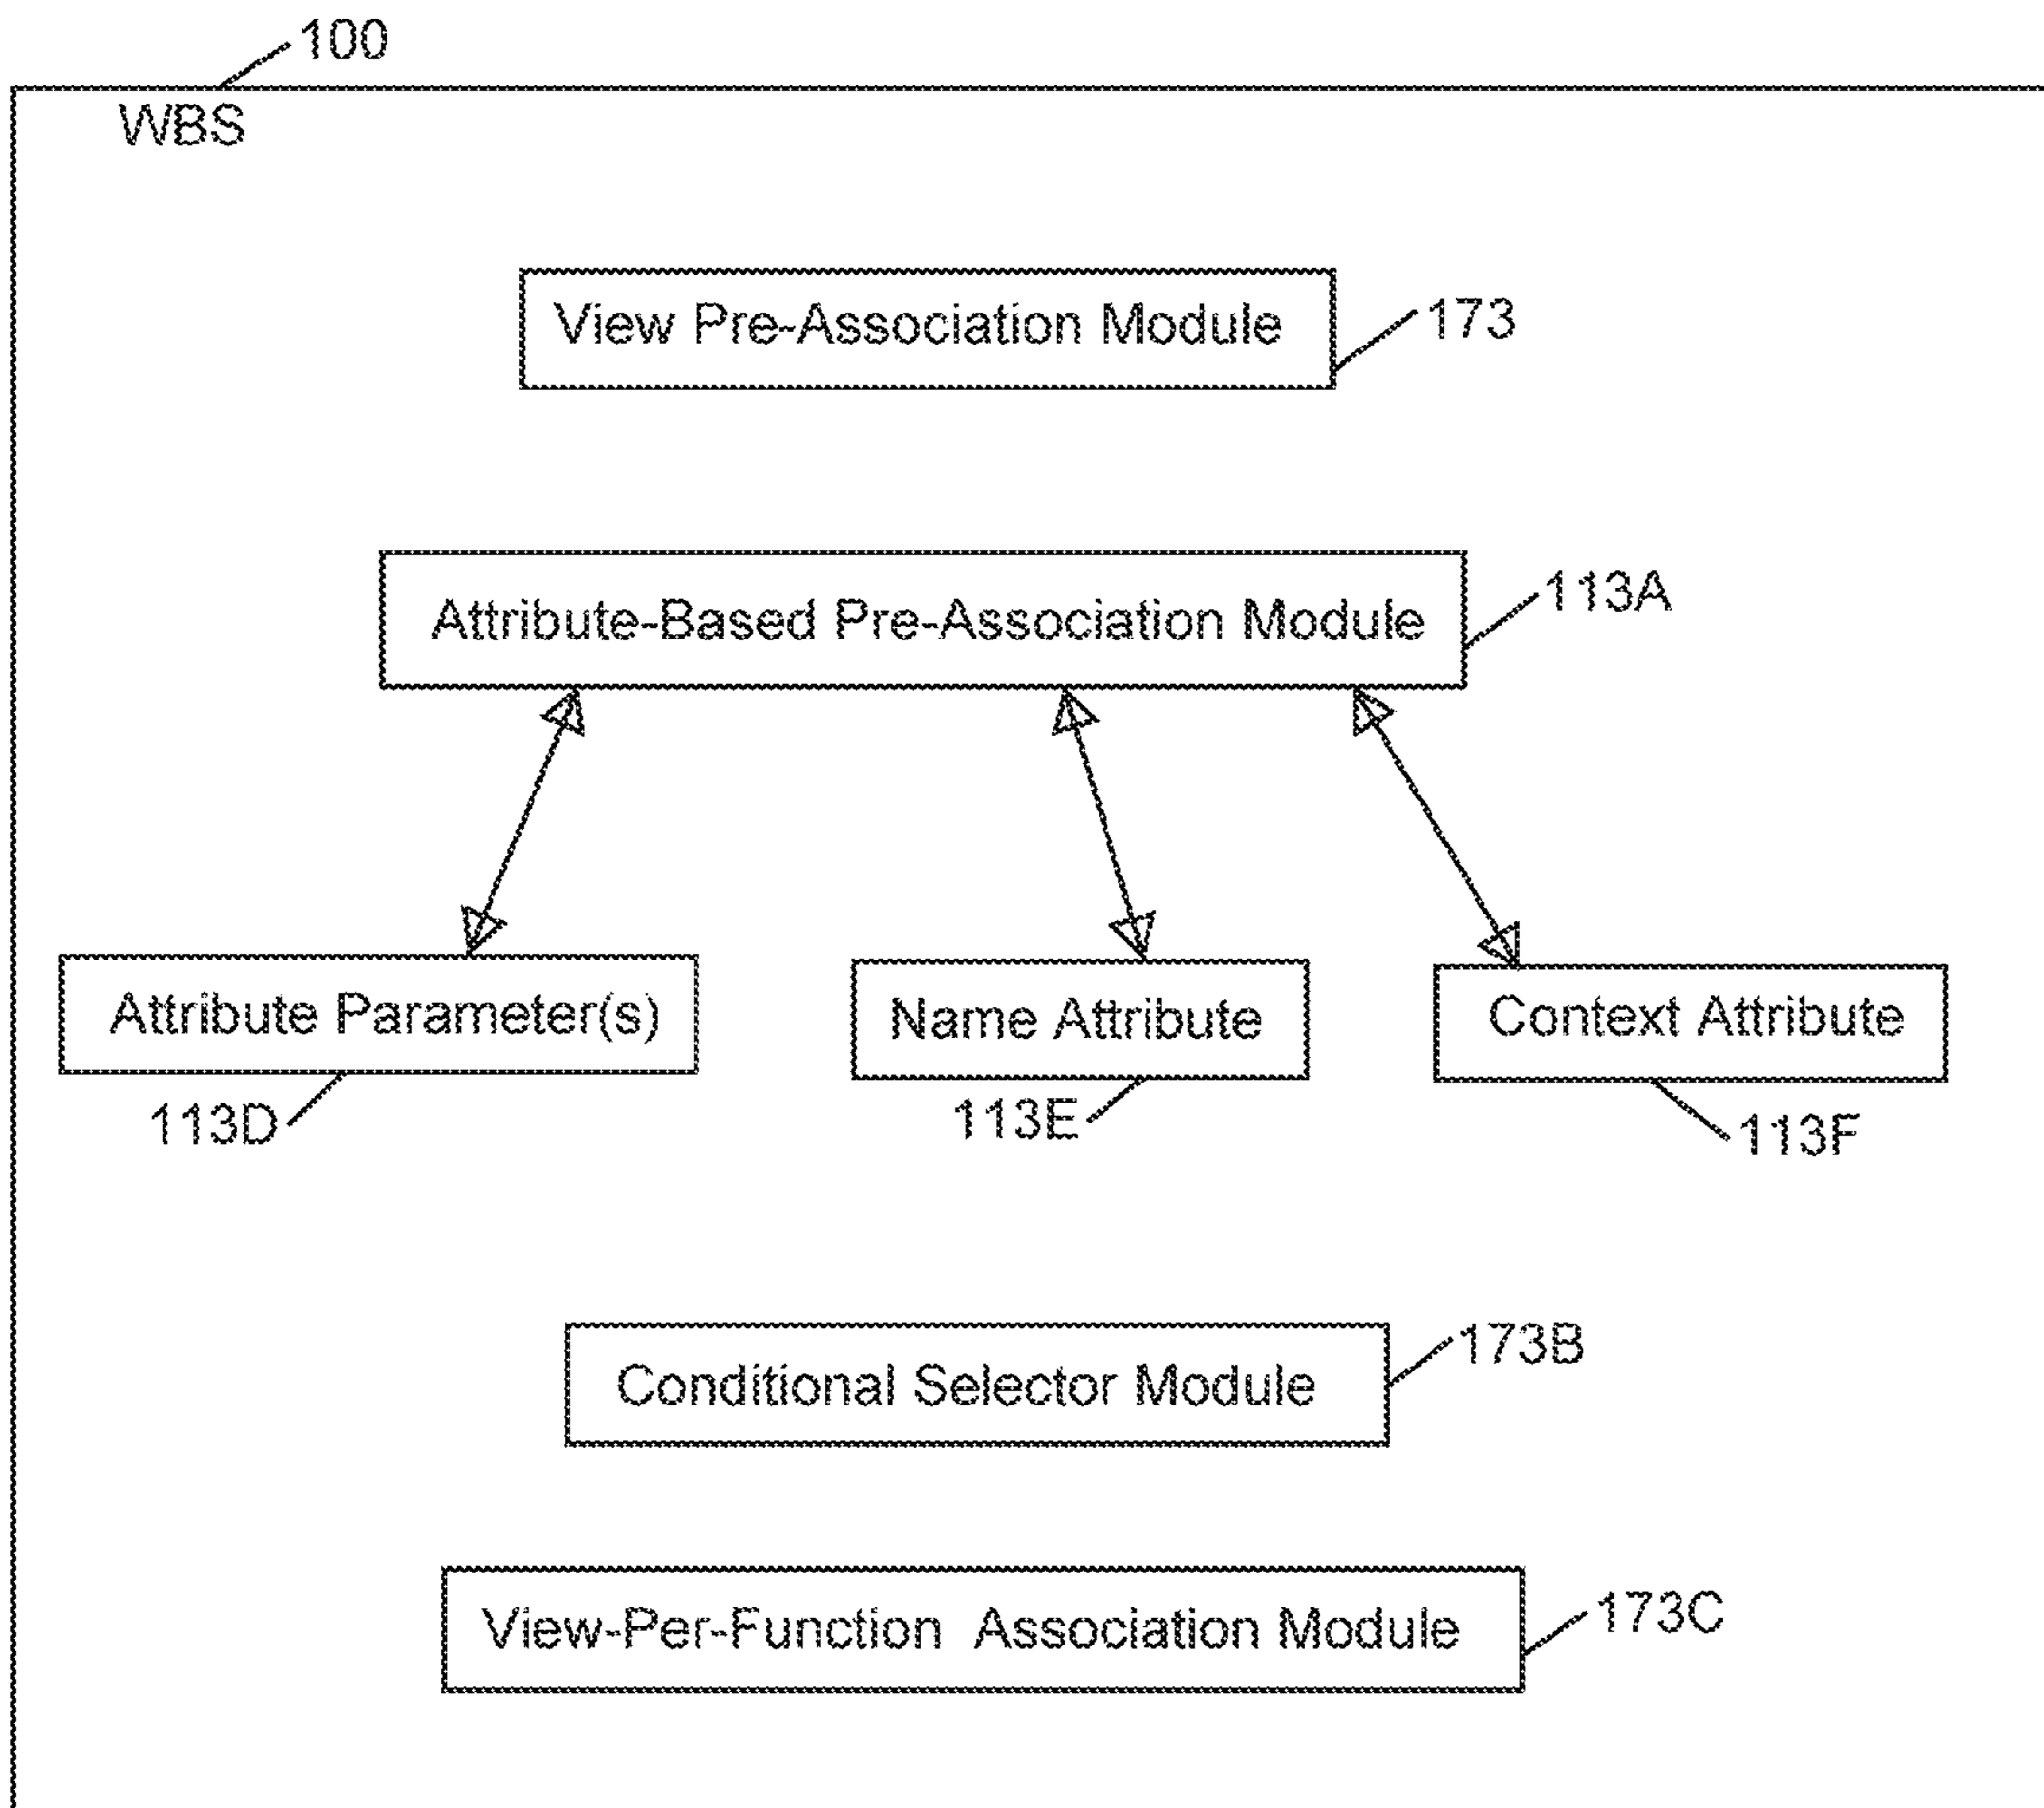 100
WBS
View Pre-Association Module
173
Attribute-Based Pre-Association Module
113A
Attribute Parameter(s)
Name Attribute
Context Attribute
113D
113E
113F
Conditional Selector Module
173B
View-Per-Function Association Module
173C